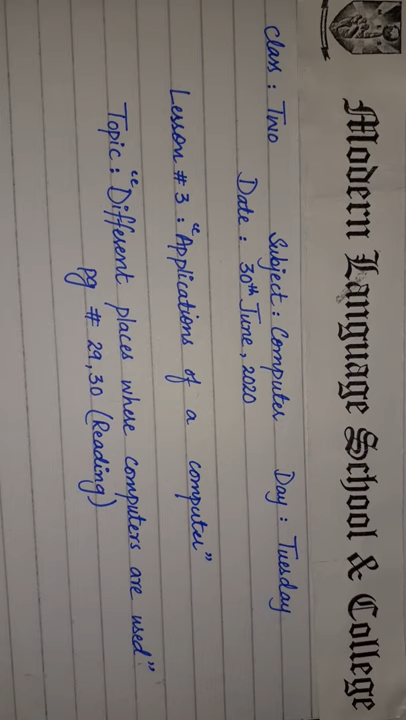 Modern Language School & College
Class : Two Subject : Computer Day : Tuesday
Date : 30th June, 2020
Lesson # 3 : "Applications of a computer"
Topic : "Different places where computers are used"
pg # 29, 30 (Reading)